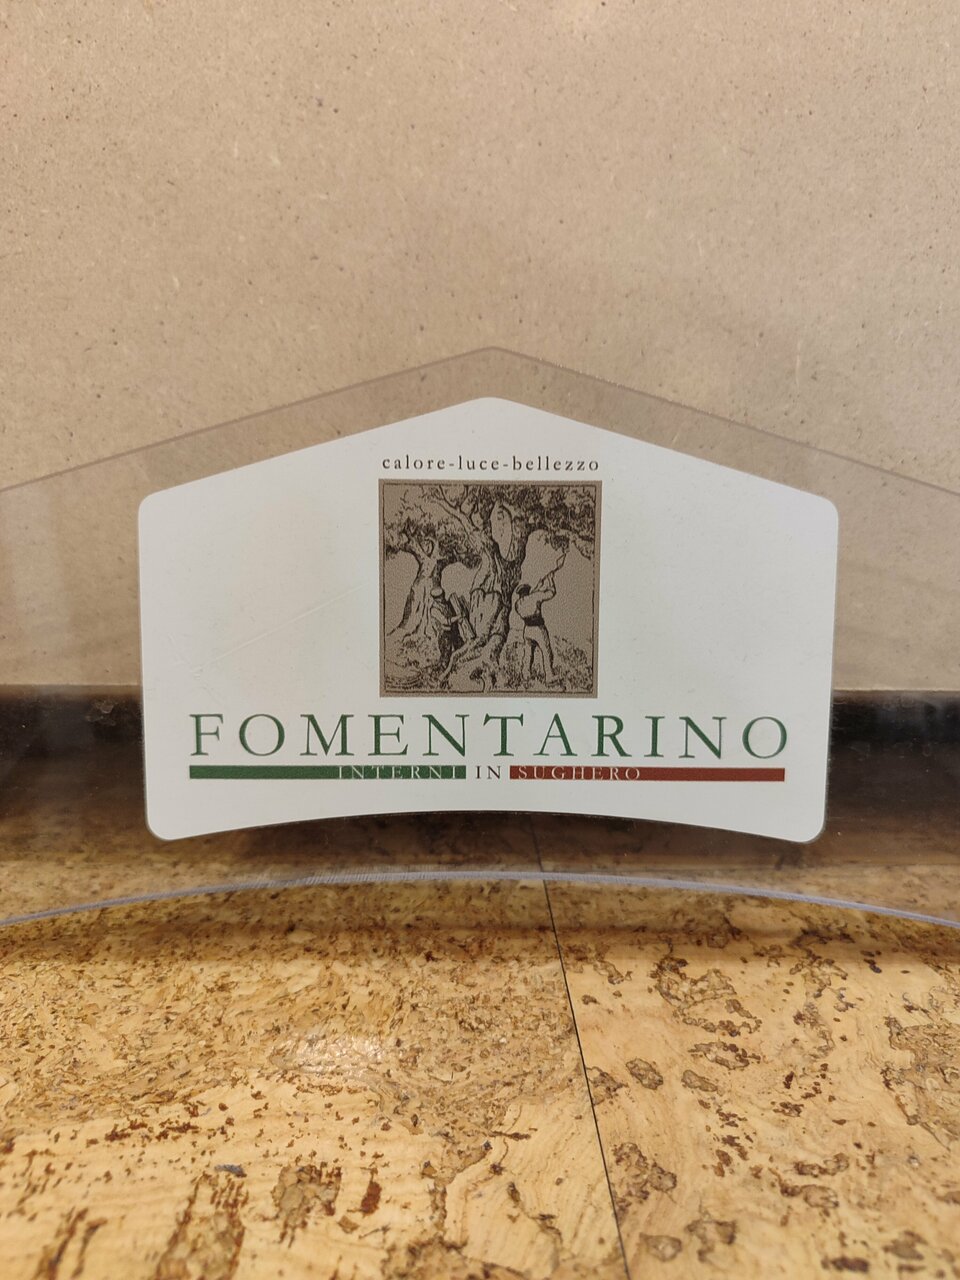 calore-luce-bellezzo
FOMENTARINO
INTERNI IN SUGHERO